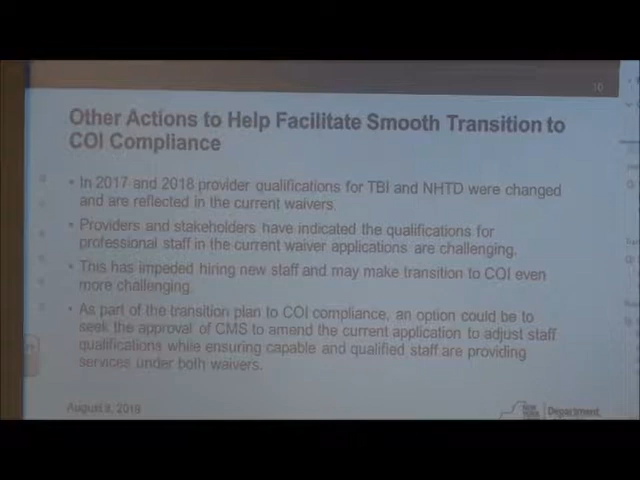 10
Other Actions to Help Facilitate Smooth Transition to
COI Compliance
• In 2017 and 2018 provider qualifications for TBI and NHTD were changed
and are reflected in the current waivers.
• Providers and stakeholders have indicated the qualifications for
professional staff in the current waiver applications are challenging.
• This has impeded hiring new staff and may make transition to COI even
more challenging.
• As part of the transition plan to COI compliance, an option could be to
seek the approval of CMS to amend the current application to adjust staff
qualifications while ensuring capable and qualified staff are providing
services under both waivers.
NEW
August 8, 2018
Department